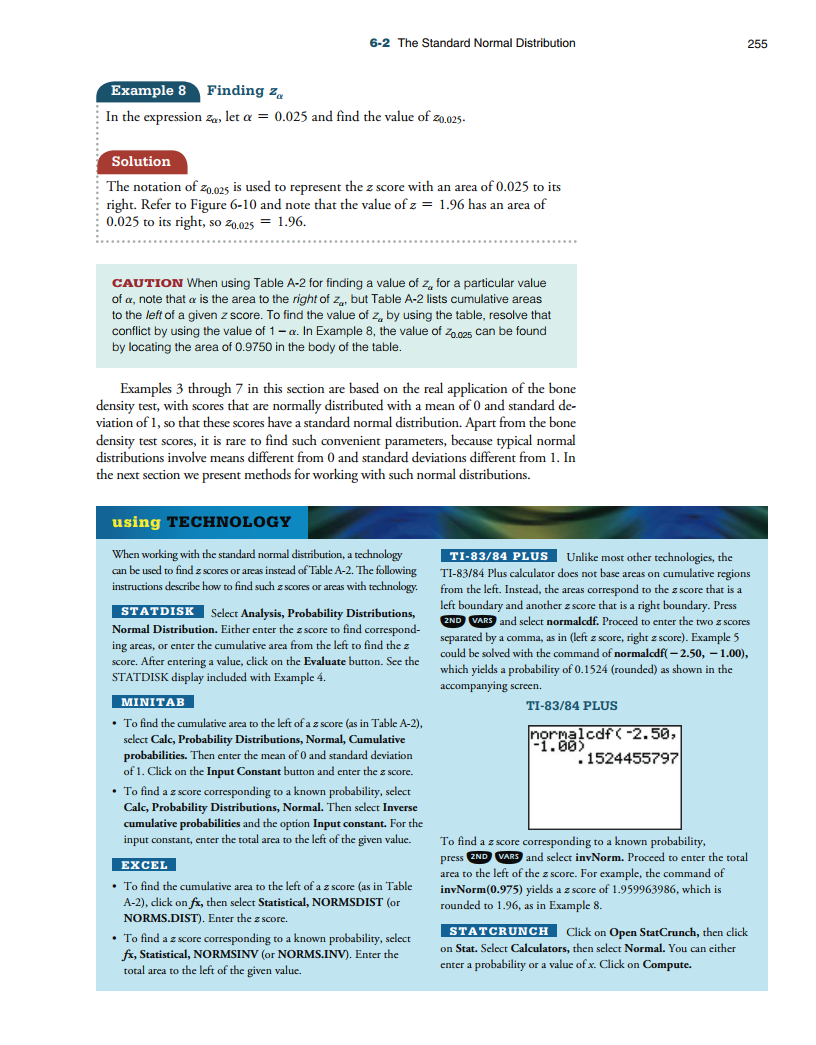 6-2 The Standard Normal Distribution 255
Example 8 Finding zα
In the expression zα, let α = 0.025 and find the value of z0.025.
Solution
The notation of z0.025 is used to represent the z score with an area of 0.025 to its
right. Refer to Figure 6-10 and note that the value of z = 1.96 has an area of
0.025 to its right, so z0.025 = 1.96.
CAUTION When using Table A-2 for finding a value of zα for a particular value
of α, note that α is the area to the right of zα, but Table A-2 lists cumulative areas
to the left of a given z score. To find the value of zα by using the table, resolve that
conflict by using the value of 1 − α. In Example 8, the value of z0.025 can be found
by locating the area of 0.9750 in the body of the table.
Examples 3 through 7 in this section are based on the real application of the bone
density test, with scores that are normally distributed with a mean of 0 and standard de-
viation of 1, so that these scores have a standard normal distribution. Apart from the bone
density test scores, it is rare to find such convenient parameters, because typical normal
distributions involve means different from 0 and standard deviations different from 1. In
the next section we present methods for working with such normal distributions.
using TECHNOLOGY
When working with the standard normal distribution, a technology
can be used to find z scores or areas instead of Table A-2. The following
instructions describe how to find such z scores or areas with technology.
STATDISK Select Analysis, Probability Distributions,
Normal Distribution. Either enter the z score to find correspond-
ing areas, or enter the cumulative area from the left to find the z
score. After entering a value, click on the Evaluate button. See the
STATDISK display included with Example 4.
MINITAB
• To find the cumulative area to the left of a z score (as in Table A-2),
select Calc, Probability Distributions, Normal, Cumulative
probabilities. Then enter the mean of 0 and standard deviation
of 1. Click on the Input Constant button and enter the z score.
• To find a z score corresponding to a known probability, select
Calc, Probability Distributions, Normal. Then select Inverse
cumulative probabilities and the option Input constant. For the
input constant, enter the total area to the left of the given value.
EXCEL
• To find the cumulative area to the left of a z score (as in Table
A-2), click on fx, then select Statistical, NORMSDIST (or
NORMS.DIST). Enter the z score.
• To find a z score corresponding to a known probability, select
fx, Statistical, NORMSINV (or NORMS.INV). Enter the
total area to the left of the given value.
TI-83/84 PLUS Unlike most other technologies, the
TI-83/84 Plus calculator does not base areas on cumulative regions
from the left. Instead, the areas correspond to the z score that is a
left boundary and another z score that is a right boundary. Press
2ND VARS and select normalcdf. Proceed to enter the two z scores
separated by a comma, as in (left z score, right z score). Example 5
could be solved with the command of normalcdf(−2.50, −1.00),
which yields a probability of 0.1524 (rounded) as shown in the
accompanying screen.
TI-83/84 PLUS
normalcdf(-2.50,
-1.00)
.1524455797
To find a z score corresponding to a known probability,
press 2ND VARS and select invNorm. Proceed to enter the total
area to the left of the z score. For example, the command of
invNorm(0.975) yields a z score of 1.959963986, which is
rounded to 1.96, as in Example 8.
STATCRUNCH Click on Open StatCrunch, then click
on Stat. Select Calculators, then select Normal. You can either
enter a probability or a value of x. Click on Compute.